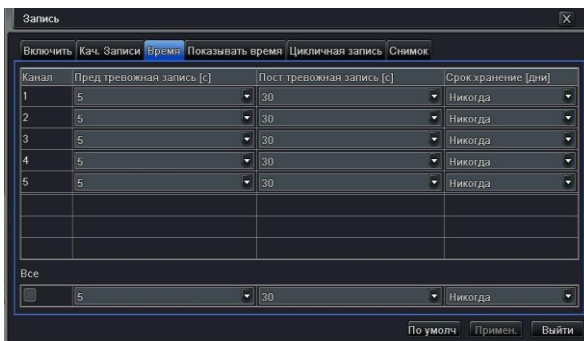 Запись X
Включить Кач. Записи Время Показывать время Цикличная запись Снимок
Канал Пред тревожная запись [с] Пост тревожная запись [с] Срок хранение [дни]
1 5 30 Никогда
2 5 30 Никогда
3 5 30 Никогда
4 5 30 Никогда
5 5 30 Никогда
Все
5 30 Никогда
По умолч Примен. Выйти